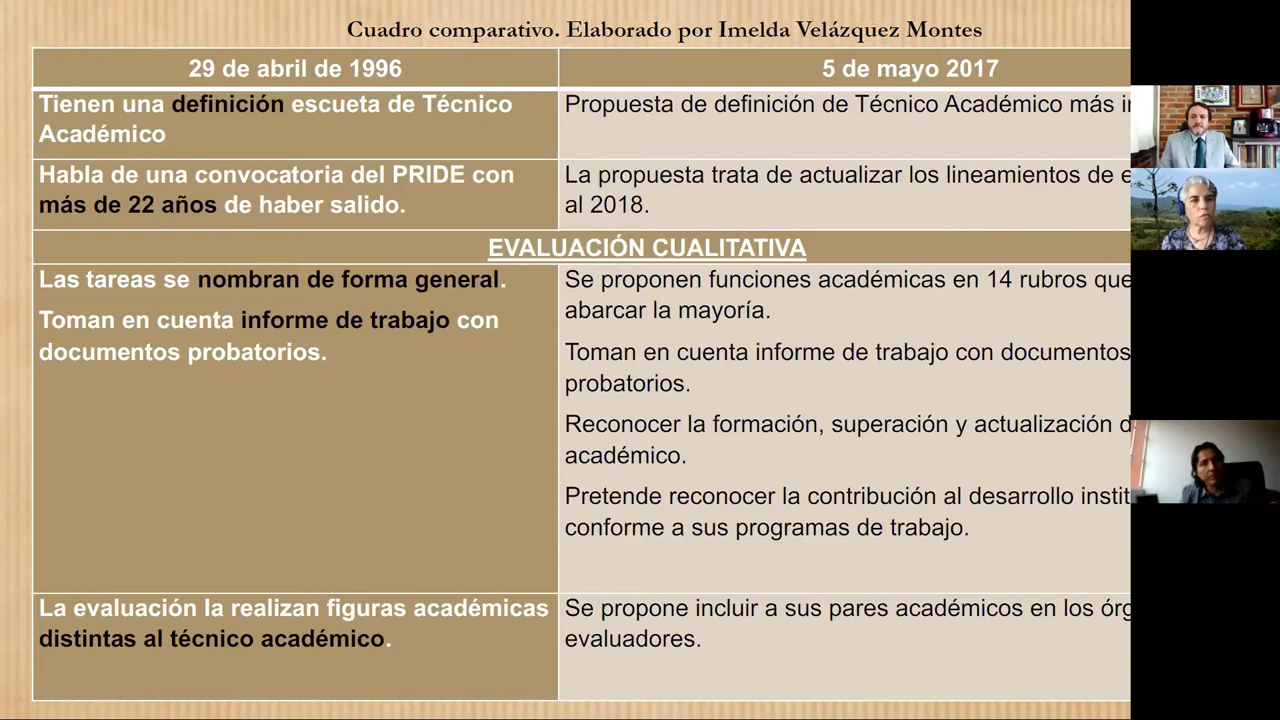 Cuadro comparativo. Elaborado por Imelda Velázquez Montes
29 de abril de 1996
5 de mayo 2017
Tienen una definición escueta de Técnico
Académico
Propuesta de definición de Técnico Académico más
Habla de una convocatoria del PRIDE con
más de 22 años de haber salido.
La propuesta trata de actualizar los lineamientos de
al 2018.
EVALUACIÓN CUALITATIVA
Las tareas se nombran de forma general.
Toman en cuenta informe de trabajo con
documentos probatorios.
Se proponen funciones académicas en 14 rubros que
abarcar la mayoría.
Toman en cuenta informe de trabajo con documentos
probatorios.
Reconocer la formación, superación y actualización
académico.
Pretende reconocer la contribución al desarrollo
conforme a sus programas de trabajo.
La evaluación la realizan figuras académicas
distintas al técnico académico.
Se propone incluir a sus pares académicos en los
evaluadores.